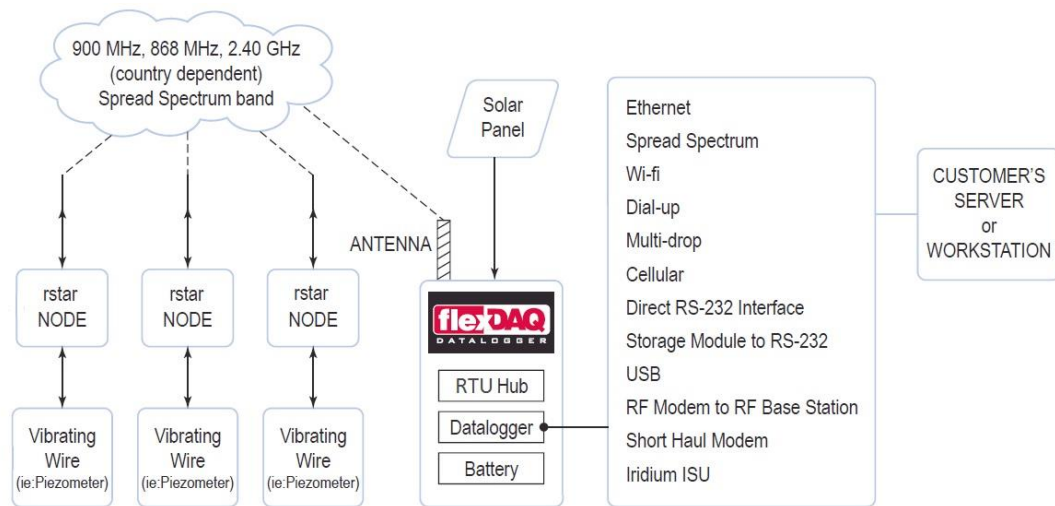 900 MHz, 868 MHz, 2.40 GHz
(country dependent)
Spread Spectrum band
Solar
Panel
ANTENNA
rstar
NODE
rstar
NODE
rstar
NODE
Vibrating
Wire
(ie:Piezometer)
Vibrating
Wire
(ie:Piezometer)
Vibrating
Wire
(ie:Piezometer)
flexDAQ
DATALOGGER
RTU Hub
Datalogger
Battery
Ethernet
Spread Spectrum
Wi-fi
Dial-up
Multi-drop
Cellular
Direct RS-232 Interface
Storage Module to RS-232
USB
RF Modem to RF Base Station
Short Haul Modem
Iridium ISU
CUSTOMER'S
SERVER
or
WORKSTATION